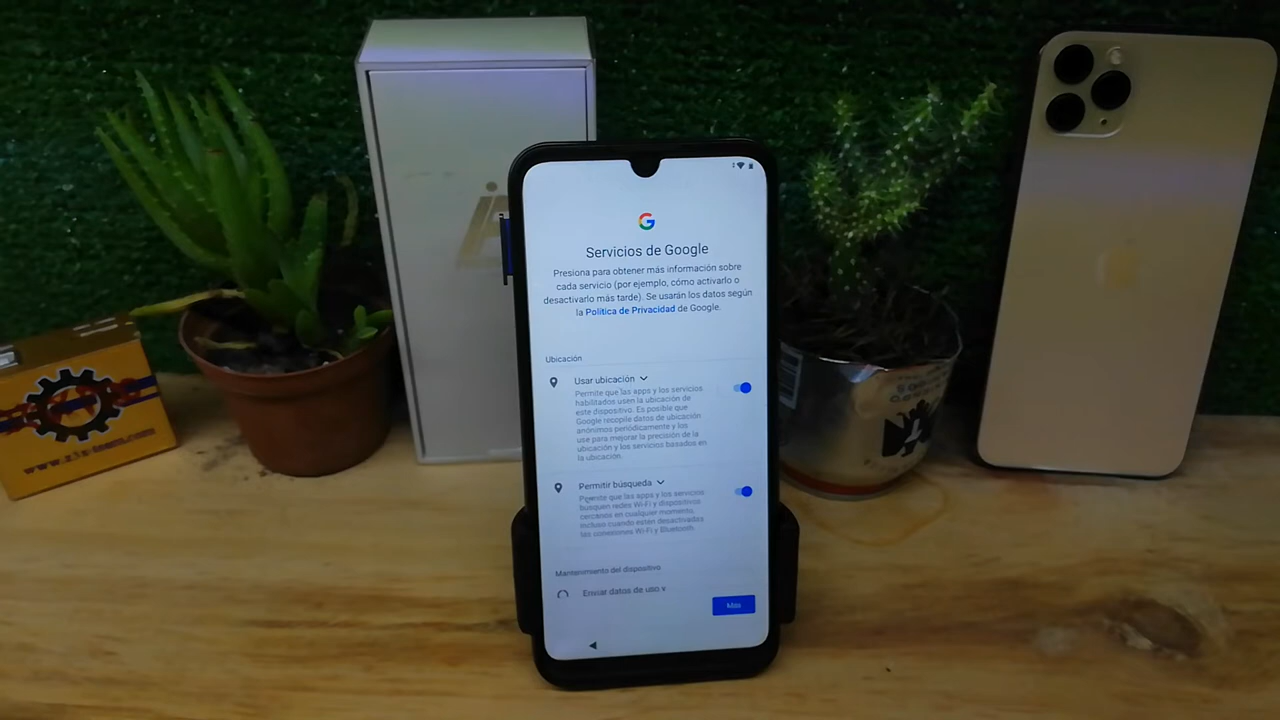 Servicios de Google
Presiona para obtener más información sobre
cada servicio (por ejemplo, cómo activarlo o
desactivarlo más tarde). Se usarán los datos según
la Política de Privacidad de Google.
Ubicación
Usar ubicación
Permite que las apps y los servicios
habilitados usen la ubicación de
este dispositivo. Es posible que
Google recopile datos de ubicación
anónimos periódicamente y los
use para mejorar la precisión de la
ubicación y los servicios basados en
la ubicación.
Permitir búsqueda
Permite que las apps y los servicios
busquen redes Wi-Fi y dispositivos
cercanos en cualquier momento,
incluso cuando estén desactivadas
las conexiones Wi-Fi y Bluetooth.
Mantenimiento del dispositivo
Enviar datos de uso y
Más
www.z3x-team.com